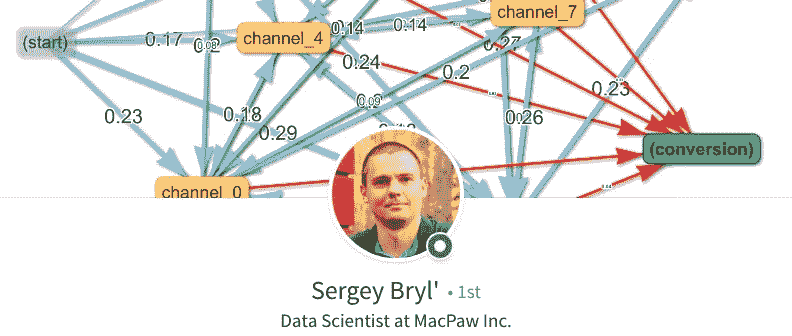 channel_7
(start)
0.17
channel_4
0.14
0.14
0.24
0.2
0.23
0.23
0.18
0.29
0.09
(conversion)
channel_0
Sergey Bryl' • 1st
Data Scientist at MacPaw Inc.